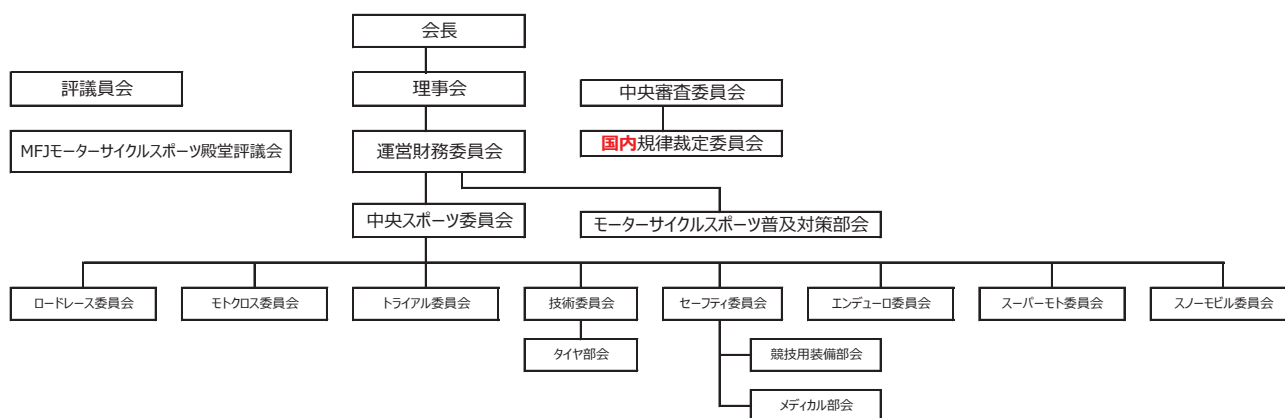 会長
評議員会
理事会
中央審査委員会
MFJモーターサイクルスポーツ殿堂評議会
運営財務委員会
国内規律裁定委員会
中央スポーツ委員会
モーターサイクルスポーツ普及対策部会
ロードレース委員会
モトクロス委員会
トライアル委員会
技術委員会
セーフティ委員会
エンデューロ委員会
スーパーモト委員会
スノーモビル委員会
タイヤ部会
競技用装備部会
メディカル部会